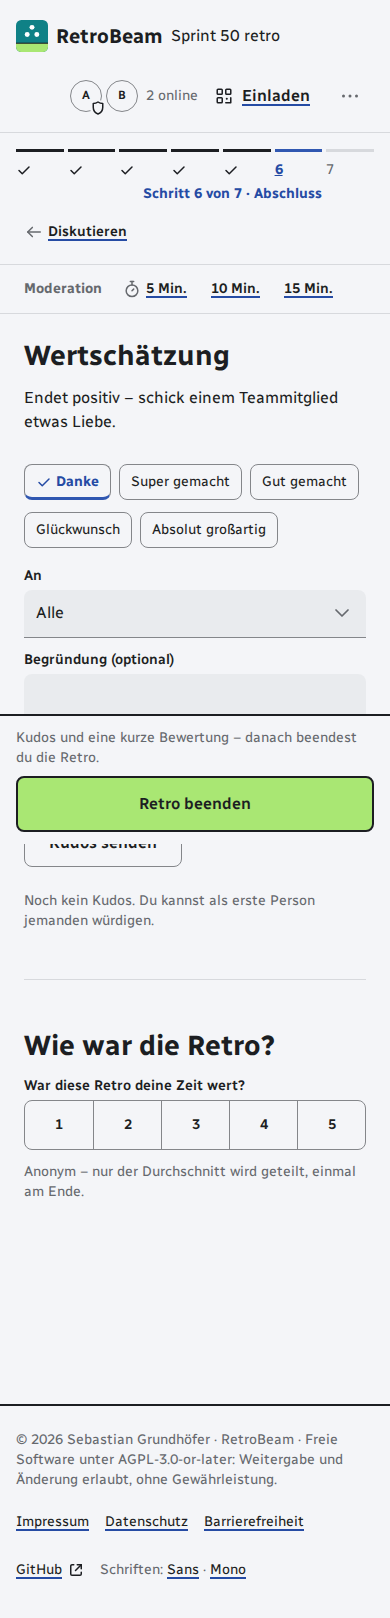 RetroBeam Sprint 50 retro
A B 2 online Einladen
6 7
Schritt 6 von 7 · Abschluss
Diskutieren
Moderation 5 Min. 10 Min. 15 Min.
Wertschätzung
Endet positiv – schick einem Teammitglied
etwas Liebe.
Danke Super gemacht Gut gemacht
Glückwunsch Absolut großartig
An
Alle
Begründung (optional)
Kudos und eine kurze Bewertung – danach beendest
du die Retro.
Retro beenden
Kudos senden
Noch kein Kudos. Du kannst als erste Person
jemanden würdigen.
Wie war die Retro?
War diese Retro deine Zeit wert?
1 2 3 4 5
Anonym – nur der Durchschnitt wird geteilt, einmal
am Ende.
© 2026 Sebastian Grundhöfer · RetroBeam · Freie
Software unter AGPL-3.0-or-later: Weitergabe und
Änderung erlaubt, ohne Gewährleistung.
Impressum Datenschutz Barrierefreiheit
GitHub Schriften: Sans · Mono